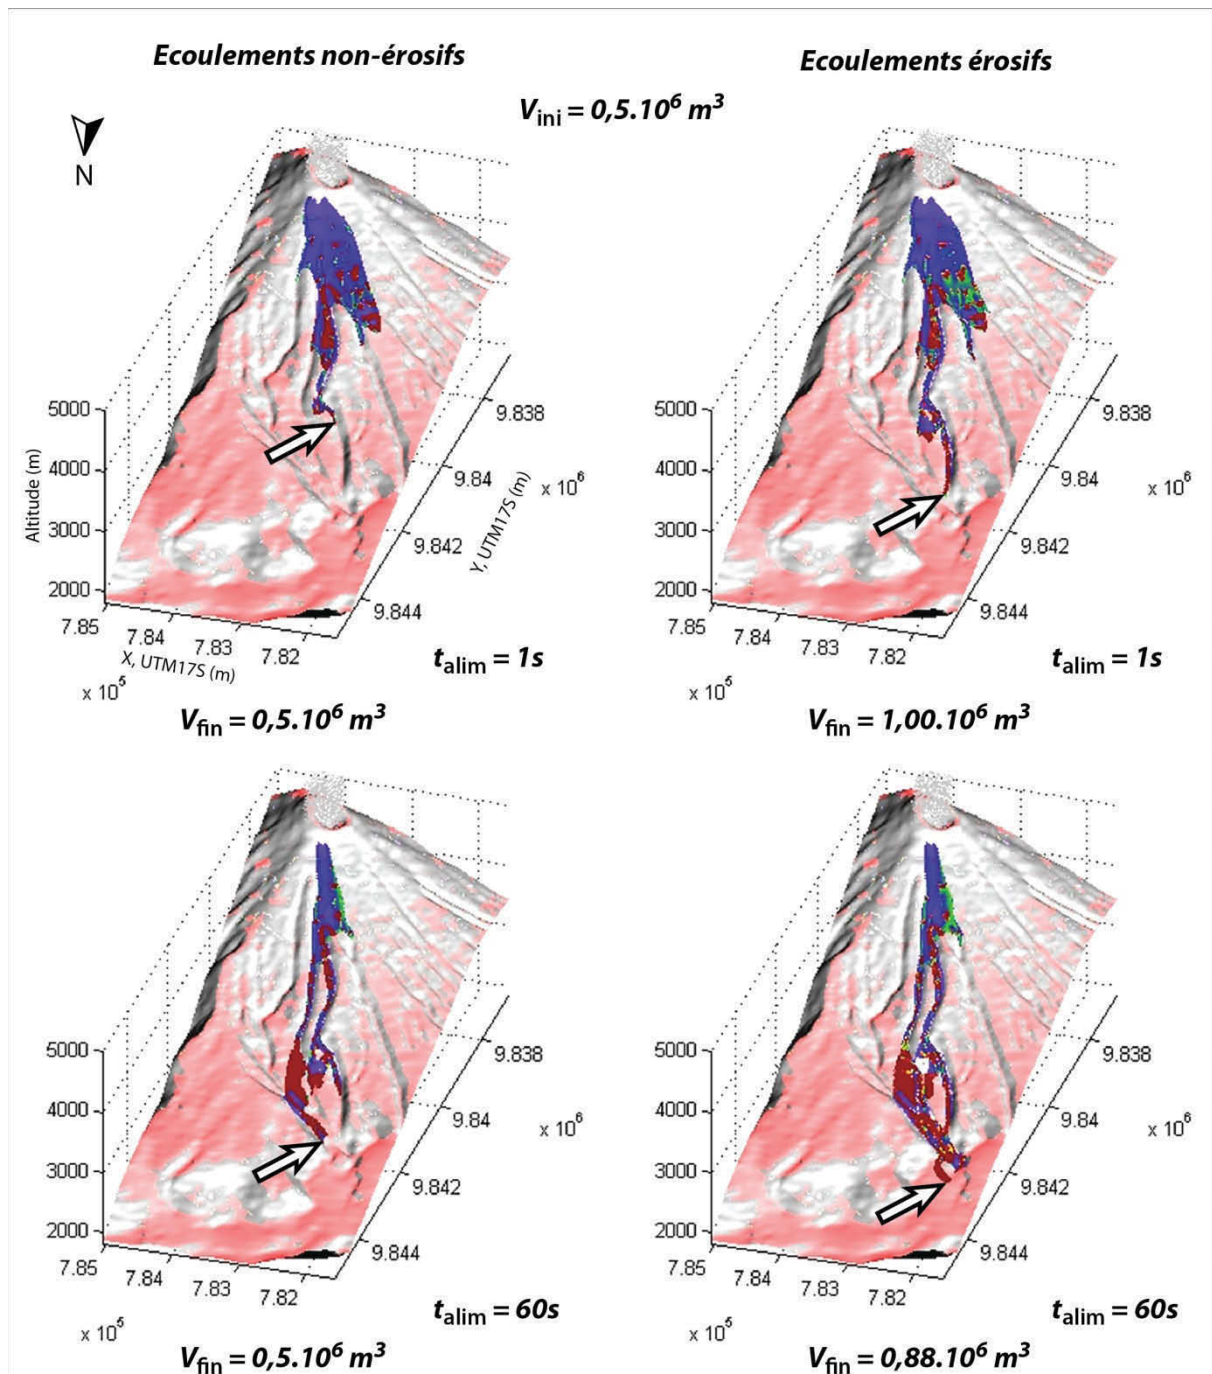 Ecoulements non-érosifs
Ecoulements érosifs
V_ini = 0,5.10^6 m^3
N
5000
4000
3000
2000
Altitude (m)
7.85
7.84
7.83
7.82
X, UTM17S (m)
x 10^5
9.838
9.84
9.842
9.844
x 10^6
Y, UTM17S (m)
t_alim = 1s
V_fin = 0,5.10^6 m^3
5000
4000
3000
2000
7.85
7.84
7.83
7.82
x 10^5
9.838
9.84
9.842
9.844
x 10^6
t_alim = 1s
V_fin = 1,00.10^6 m^3
5000
4000
3000
2000
7.85
7.84
7.83
7.82
x 10^5
9.838
9.84
9.842
9.844
x 10^6
t_alim = 60s
V_fin = 0,5.10^6 m^3
5000
4000
3000
2000
7.85
7.84
7.83
7.82
x 10^5
9.838
9.84
9.842
9.844
x 10^6
t_alim = 60s
V_fin = 0,88.10^6 m^3